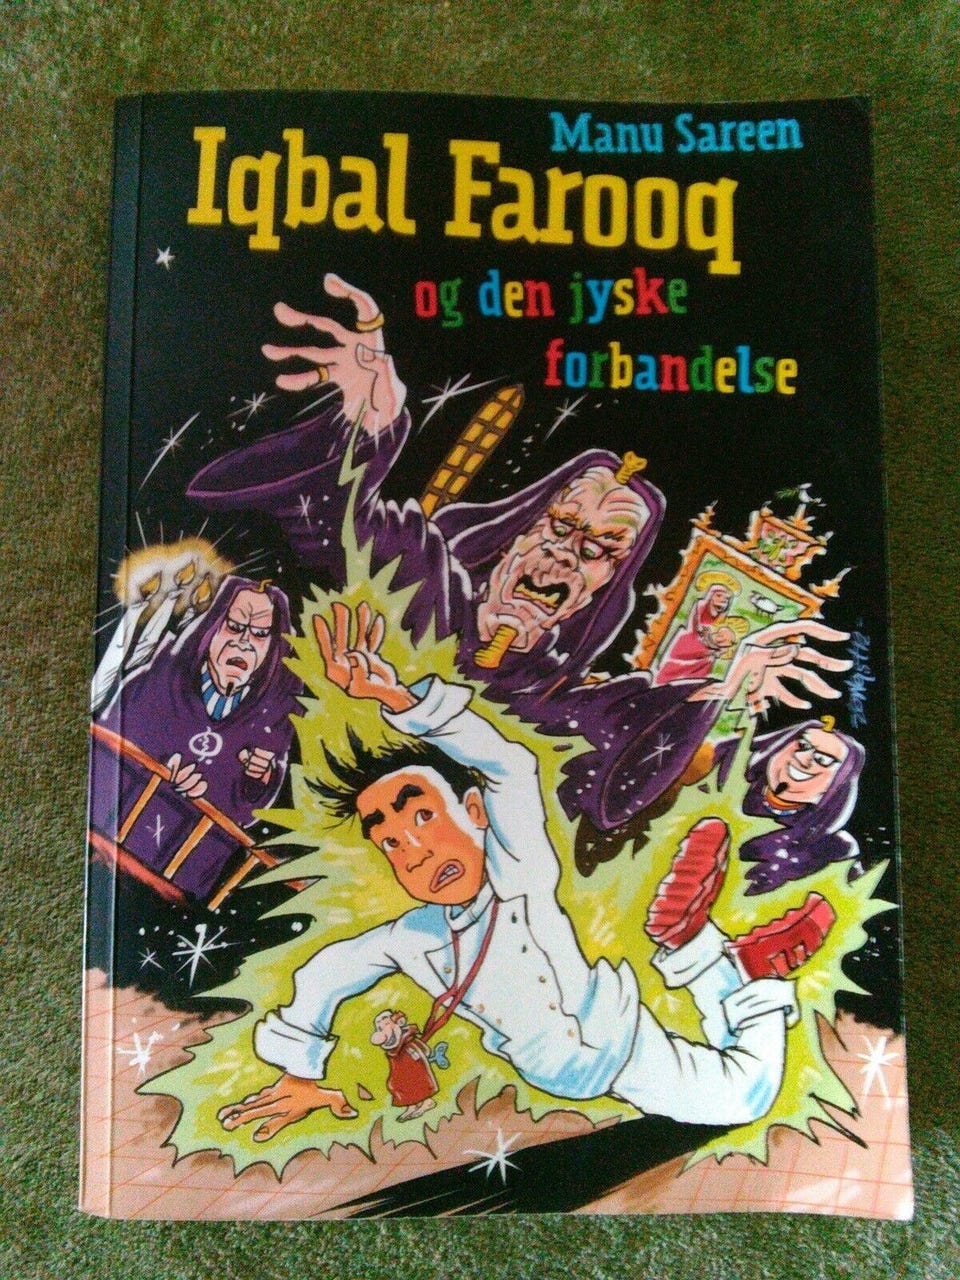 Manu Sareen
Iqbal Farooq
og den jyske
forbandelse